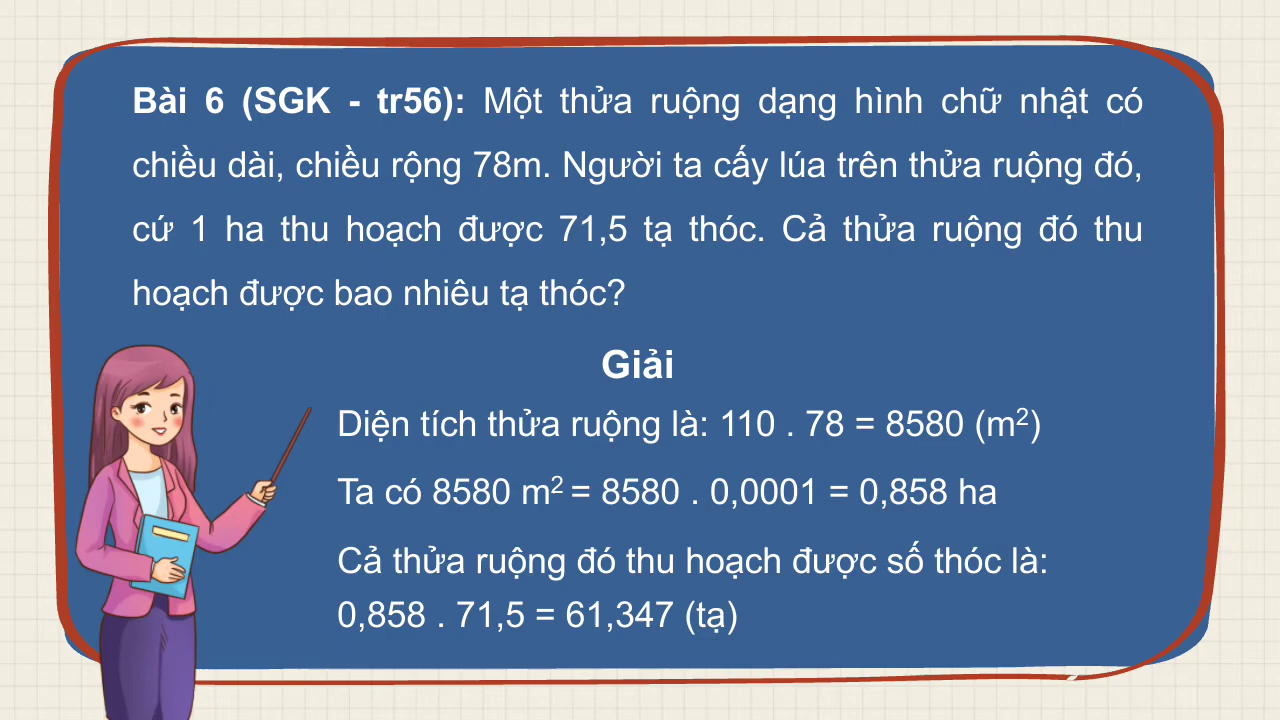 Bài 6 (SGK - tr56): Một thửa ruộng dạng hình chữ nhật có
chiều dài, chiều rộng 78m. Người ta cấy lúa trên thửa ruộng đó,
cứ 1 ha thu hoạch được 71,5 tạ thóc. Cả thửa ruộng đó thu
hoạch được bao nhiêu tạ thóc?
Giải
Diện tích thửa ruộng là: 110 . 78 = 8580 (m²)
Ta có 8580 m² = 8580 . 0,0001 = 0,858 ha
Cả thửa ruộng đó thu hoạch được số thóc là:
0,858 . 71,5 = 61,347 (tạ)